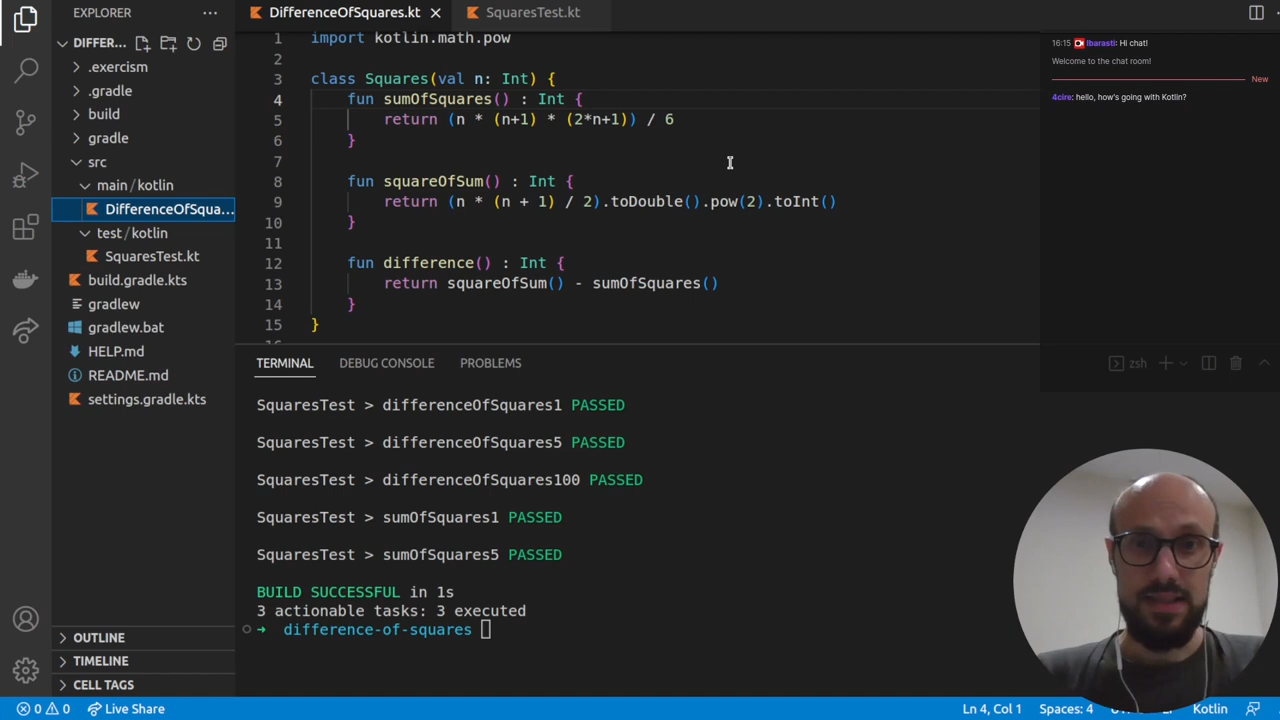 EXPLORER
DIFFER...
.exercism
.gradle
build
gradle
src
main/kotlin
DifferenceOfSqua...
test/kotlin
SquaresTest.kt
build.gradle.kts
gradlew
gradlew.bat
HELP.md
README.md
settings.gradle.kts
OUTLINE
TIMELINE
CELL TAGS
DifferenceOfSquares.kt
SquaresTest.kt
1 import kotlin.math.pow
2
3 class Squares(val n: Int) {
4 fun sumOfSquares() : Int {
5 return (n * (n+1) * (2*n+1)) / 6
6 }
7
8 fun squareOfSum() : Int {
9 return (n * (n + 1) / 2).toDouble().pow(2).toInt()
10 }
11
12 fun difference() : Int {
13 return squareOfSum() - sumOfSquares()
14 }
15 }
16:15 lbarasti: Hi chat!
Welcome to the chat room!
New
4cire: hello, how's going with Kotlin?
TERMINAL DEBUG CONSOLE PROBLEMS
zsh
SquaresTest > differenceOfSquares1 PASSED
SquaresTest > differenceOfSquares5 PASSED
SquaresTest > differenceOfSquares100 PASSED
SquaresTest > sumOfSquares1 PASSED
SquaresTest > sumOfSquares5 PASSED
BUILD SUCCESSFUL in 1s
3 actionable tasks: 3 executed
➜ difference-of-squares
0 0 Live Share
Ln 4, Col 1 Spaces: 4 Kotlin